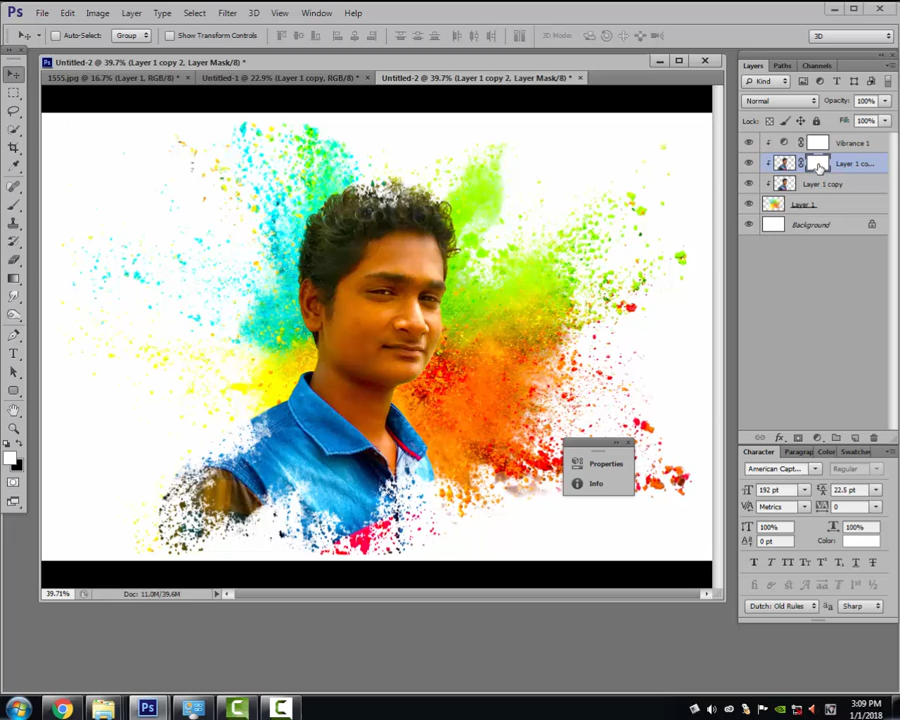 Ps File Edit Image Layer Type Select Filter 3D View Window Help
Auto-Select: Group Show Transform Controls 3D Mode: 3D
Untitled-2 @ 39.7% (Layer 1 copy 2, Layer Mask/8) *
1555.jpg @ 16.7% (Layer 1, RGB/8) * × Untitled-1 @ 22.9% (Layer 1 copy, RGB/8) * × Untitled-2 @ 39.7% (Layer 1 copy 2, Layer Mask/8) * ×
Layers Paths Channels
Kind
Normal Opacity: 100%
Lock: Fill: 100%
Vibrance 1
Layer 1 co...
Layer 1 copy
Layer 1
Background
Properties
Info
Character Paragrap Color Swatches
American Capt... Regular
192 pt 22.5 pt
Metrics 0
100% 100%
0 pt Color:
Dutch: Old Rules aa Sharp
39.71% Doc: 11.0M/39.6M
3:09 PM
1/1/2018